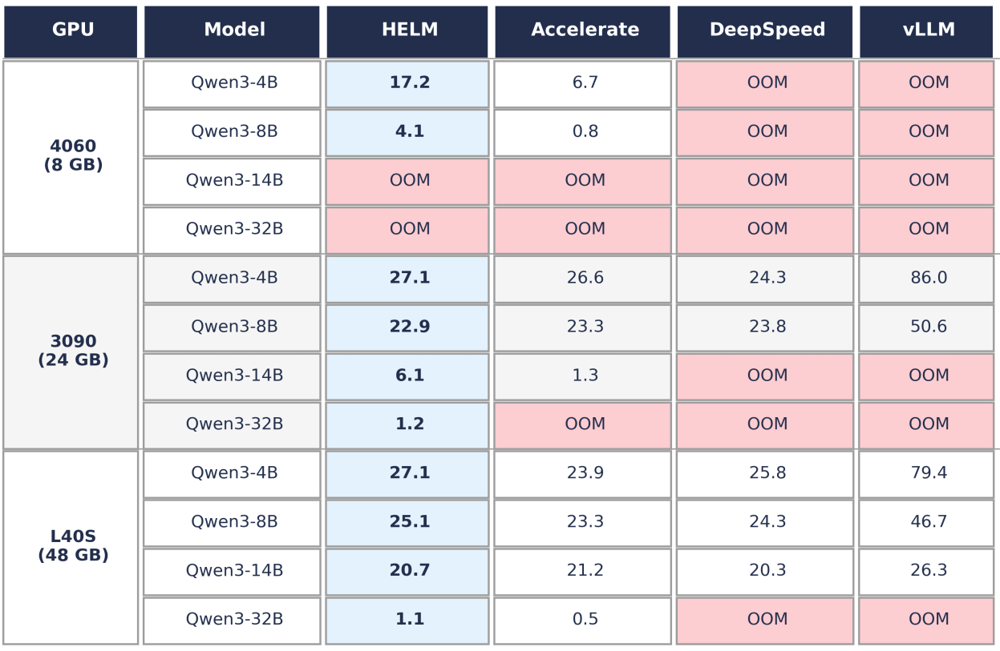 GPU Model HELM Accelerate DeepSpeed vLLM
4060
(8 GB)
Qwen3-4B 17.2 6.7 OOM OOM
Qwen3-8B 4.1 0.8 OOM OOM
Qwen3-14B OOM OOM OOM OOM
Qwen3-32B OOM OOM OOM OOM
3090
(24 GB)
Qwen3-4B 27.1 26.6 24.3 86.0
Qwen3-8B 22.9 23.3 23.8 50.6
Qwen3-14B 6.1 1.3 OOM OOM
Qwen3-32B 1.2 OOM OOM OOM
L40S
(48 GB)
Qwen3-4B 27.1 23.9 25.8 79.4
Qwen3-8B 25.1 23.3 24.3 46.7
Qwen3-14B 20.7 21.2 20.3 26.3
Qwen3-32B 1.1 0.5 OOM OOM